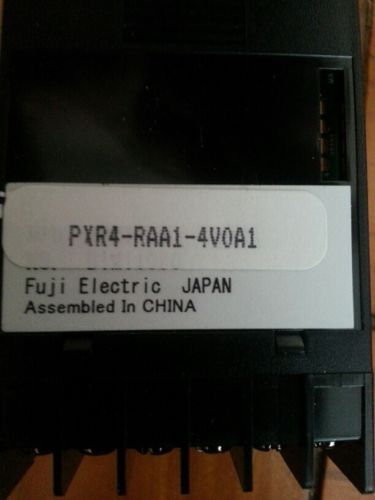 PXR4-RAA1-4V0A1
Fuji Electric JAPAN
Assembled In CHINA